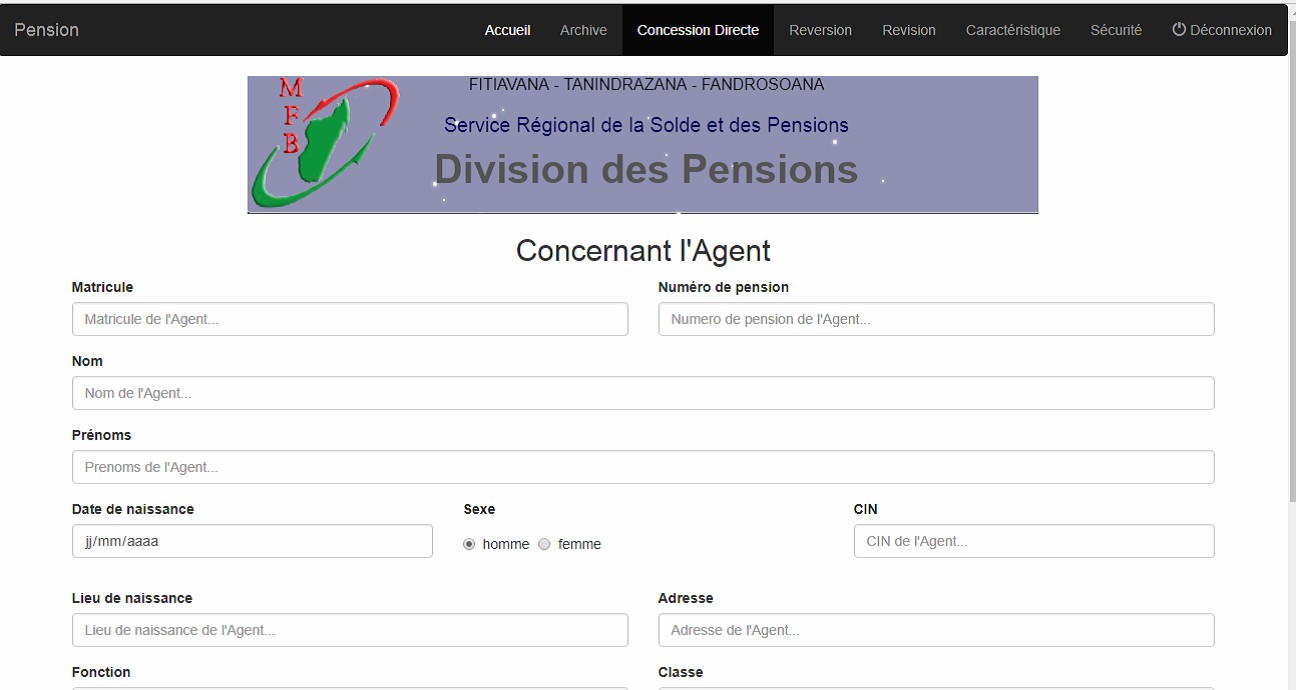 Pension Accueil Archive Concession Directe Reversion Revision Caractéristique Sécurité Déconnexion
FITIAVANA - TANINDRAZANA - FANDROSOANA
M
F
B
Service Régional de la Solde et des Pensions
Division des Pensions
Concernant l'Agent
Matricule Numéro de pension
Matricule de l'Agent... Numero de pension de l'Agent...
Nom
Nom de l'Agent...
Prénoms
Prenoms de l'Agent...
Date de naissance Sexe CIN
jj/mm/aaaa homme femme CIN de l'Agent...
Lieu de naissance Adresse
Lieu de naissance de l'Agent... Adresse de l'Agent...
Fonction Classe